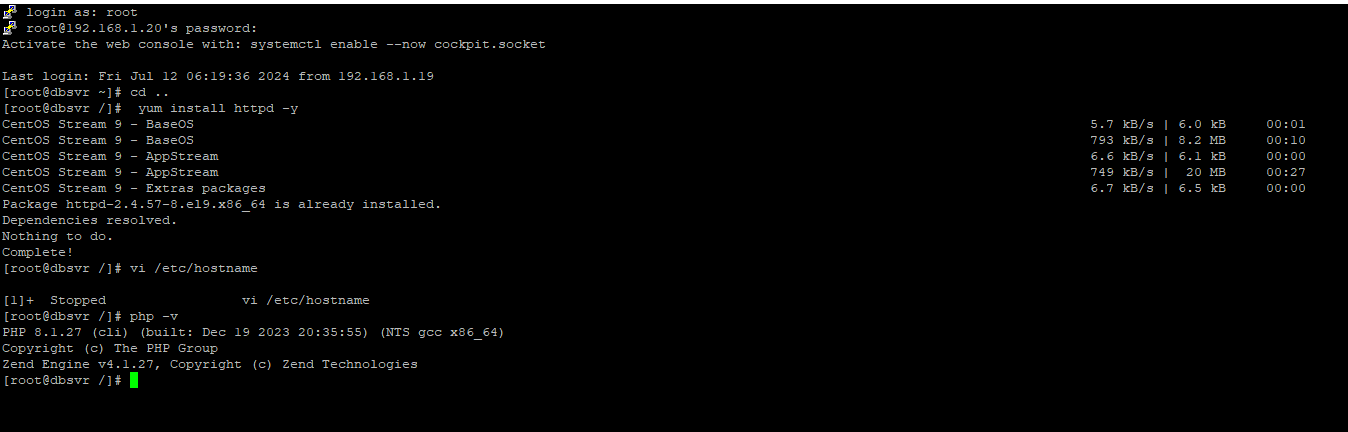 login as: root
root@192.168.1.20's password:
Activate the web console with: systemctl enable --now cockpit.socket
Last login: Fri Jul 12 06:19:36 2024 from 192.168.1.19
[root@dbsvr ~]# cd ..
[root@dbsvr /]#  yum install httpd -y
CentOS Stream 9 - BaseOS 5.7 kB/s | 6.0 kB 00:01
CentOS Stream 9 - BaseOS 793 kB/s | 8.2 MB 00:10
CentOS Stream 9 - AppStream 6.6 kB/s | 6.1 kB 00:00
CentOS Stream 9 - AppStream 749 kB/s | 20 MB 00:27
CentOS Stream 9 - Extras packages 6.7 kB/s | 6.5 kB 00:00
Package httpd-2.4.57-8.el9.x86_64 is already installed.
Dependencies resolved.
Nothing to do.
Complete!
[root@dbsvr /]# vi /etc/hostname
[1]+  Stopped                 vi /etc/hostname
[root@dbsvr /]# php -v
PHP 8.1.27 (cli) (built: Dec 19 2023 20:35:55) (NTS gcc x86_64)
Copyright (c) The PHP Group
Zend Engine v4.1.27, Copyright (c) Zend Technologies
[root@dbsvr /]#